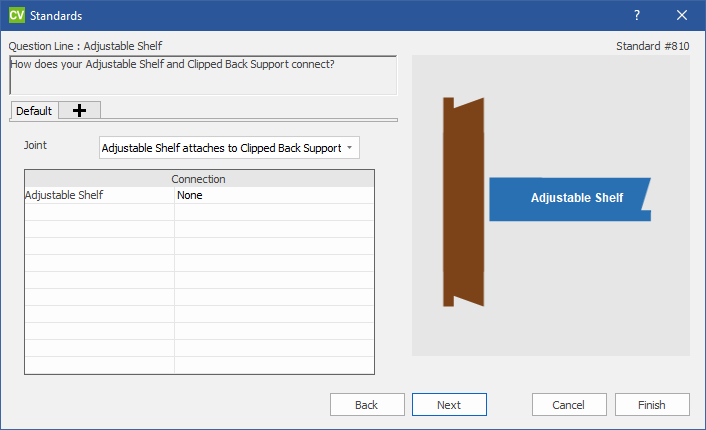 CV Standards ?
Question Line : Adjustable Shelf
Standard #810
How does your Adjustable Shelf and Clipped Back Support connect?
Default
Joint
Adjustable Shelf attaches to Clipped Back Support
Connection
Adjustable Shelf None
Adjustable Shelf
Back
Next
Cancel
Finish